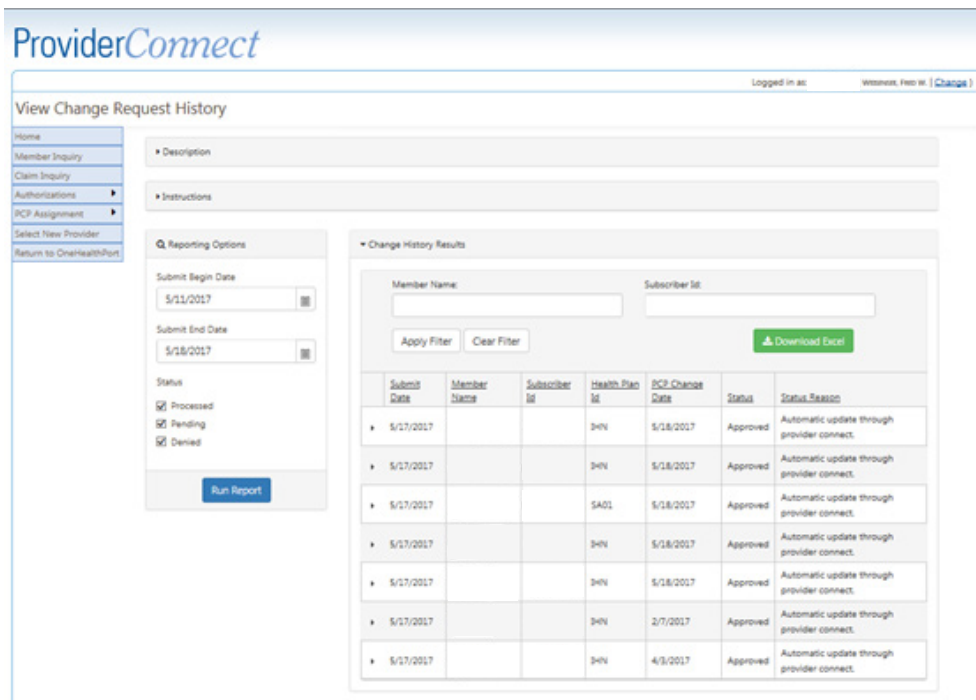 ProviderConnect
Logged in as: [Change]
View Change Request History
Home
Member Inquiry
Claim Inquiry
Authorizations
PCP Assignment
Select New Provider
Return to OneHealthPort
Description
Instructions
Reporting Options
Submit Begin Date
5/11/2017
Submit End Date
5/18/2017
Status
Processed
Pending
Denied
Run Report
Change History Results
Member Name: Subscriber Id:
Apply Filter Clear Filter Download Excel
Submit Date Member Name Subscriber Id Health Plan Id PCP Change Date Status Status Reason
5/17/2017 IHN 5/18/2017 Approved Automatic update through provider connect.
5/17/2017 IHN 5/18/2017 Approved Automatic update through provider connect.
5/17/2017 SA01 5/18/2017 Approved Automatic update through provider connect.
5/17/2017 IHN 5/18/2017 Approved Automatic update through provider connect.
5/17/2017 IHN 5/18/2017 Approved Automatic update through provider connect.
5/17/2017 IHN 2/7/2017 Approved Automatic update through provider connect.
5/17/2017 IHN 4/3/2017 Approved Automatic update through provider connect.